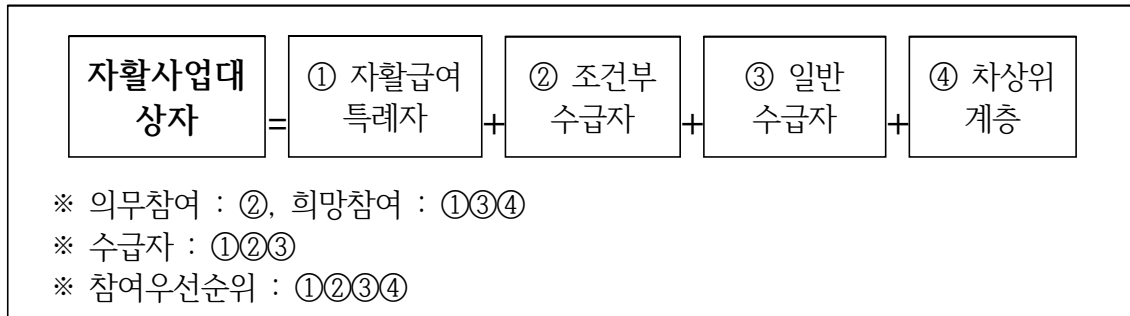 자활사업대상자 = ① 자활급여 특례자 + ② 조건부 수급자 + ③ 일반 수급자 + ④ 차상위 계층
※ 의무참여 : ②, 희망참여 : ①③④
※ 수급자 : ①②③
※ 참여우선순위 : ①②③④